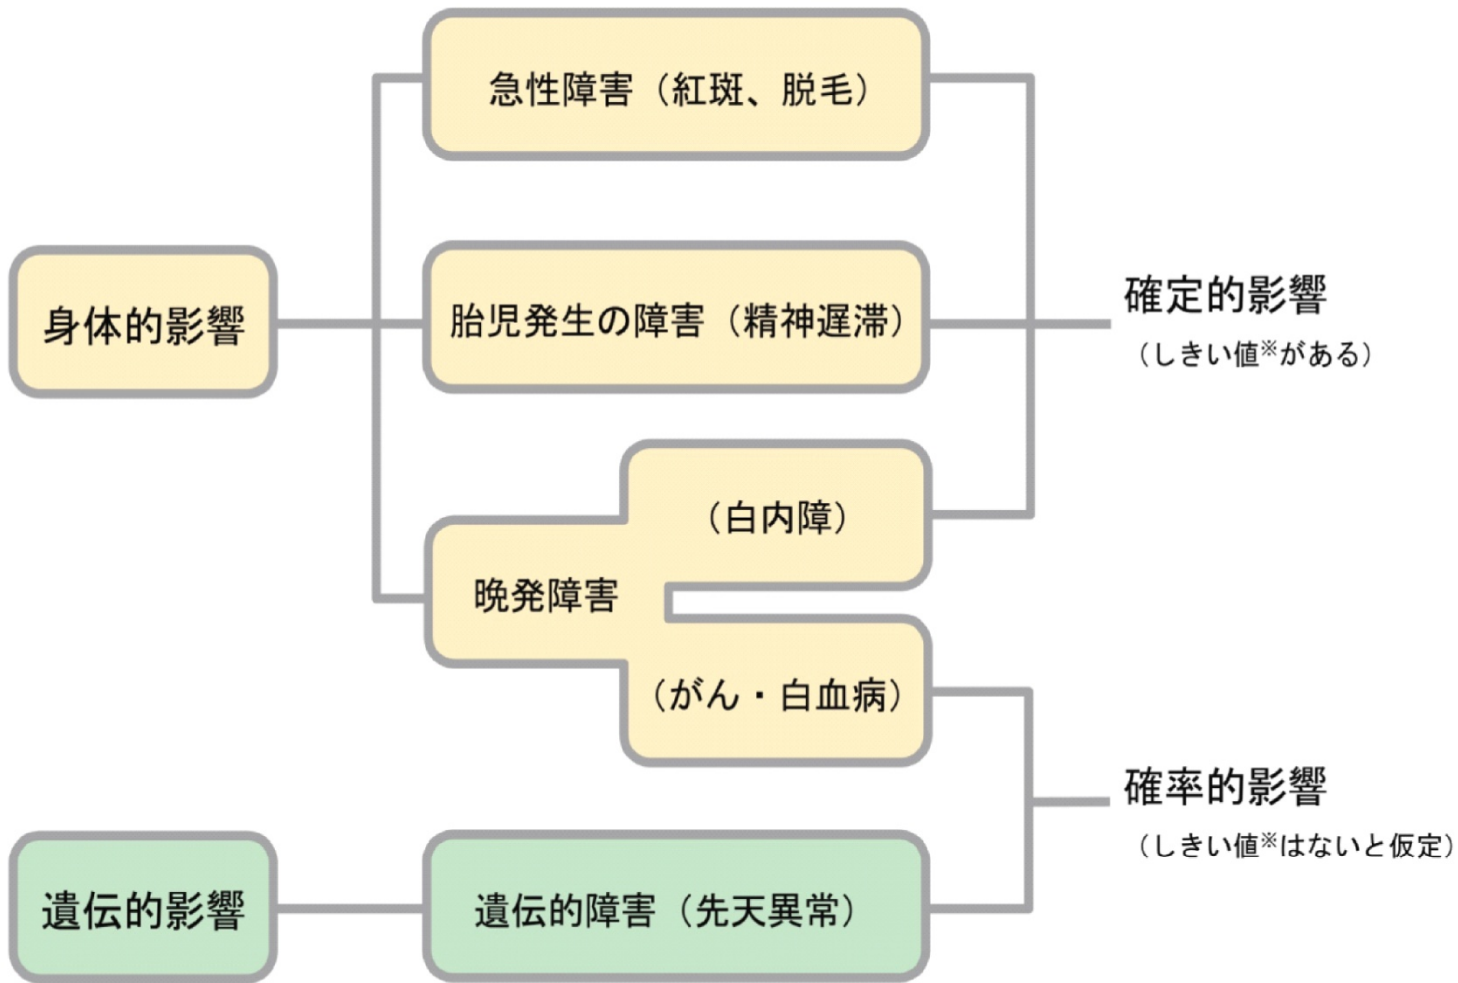 急性障害（紅斑、脱毛）
身体的影響
胎児発生の障害（精神遅滞）
確定的影響
（しきい値※がある）
（白内障）
晩発障害
（がん・白血病）
確率的影響
（しきい値※はないと仮定）
遺伝的影響
遺伝的障害（先天異常）